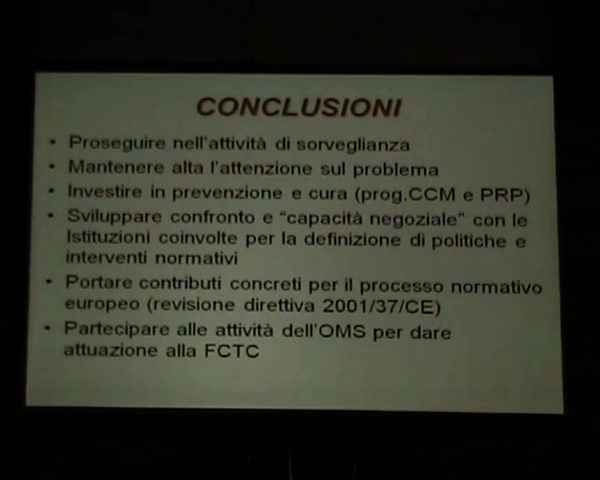 CONCLUSIONI
• Proseguire nell'attività di sorveglianza
• Mantenere alta l'attenzione sul problema
• Investire in prevenzione e cura (prog.CCM e PRP)
• Sviluppare confronto e “capacità negoziale” con le
Istituzioni coinvolte per la definizione di politiche e
interventi normativi
• Portare contributi concreti per il processo normativo
europeo (revisione direttiva 2001/37/CE)
• Partecipare alle attività dell'OMS per dare
attuazione alla FCTC